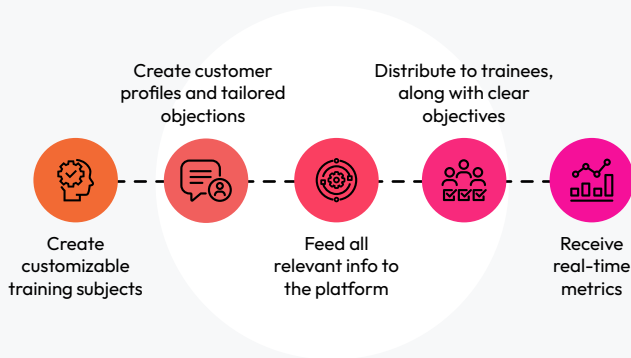 Create customer
profiles and tailored
objections
Distribute to trainees,
along with clear
objectives
Create
customizable
training subjects
Feed all
relevant info to
the platform
Receive
real-time
metrics